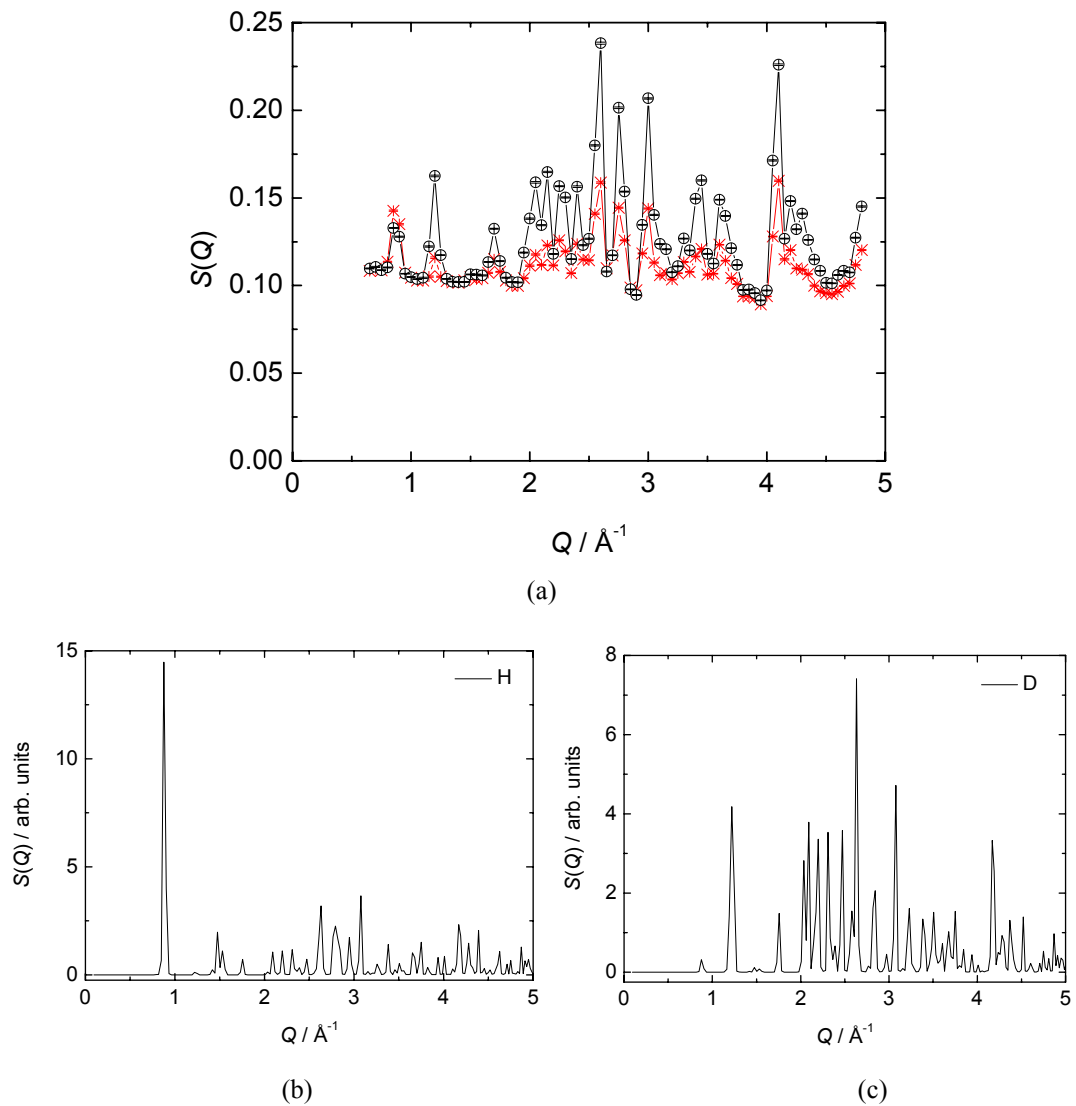 0.25
0.20
0.15
0.10
0.05
0.00
S(Q)
0 1 2 3 4 5
Q / Å⁻¹
(a)
15
10
5
0
S(Q) / arb. units
H
0 1 2 3 4 5
Q / Å⁻¹
(b)
8
6
4
2
0
S(Q) / arb. units
D
0 1 2 3 4 5
Q / Å⁻¹
(c)